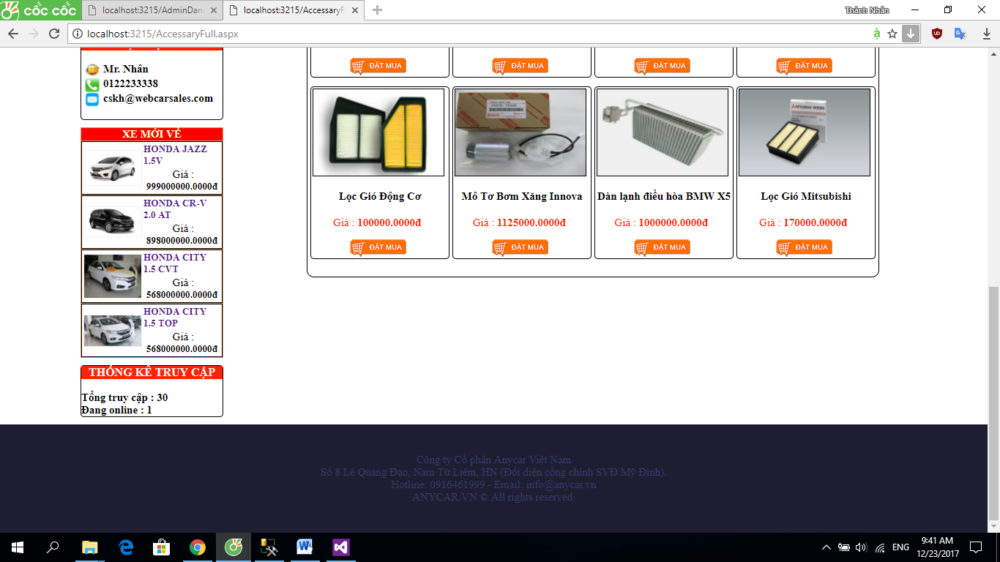 cốc cốc
localhost:3215/AdminDan
localhost:3215/AccessaryF
Thành Nhân
localhost:3215/AccessaryFull.aspx
Mr. Nhân
0122233338
cskh@webcarsales.com
ĐẶT MUA ĐẶT MUA ĐẶT MUA ĐẶT MUA
XE MỚI VỀ
HONDA JAZZ
1.5V
Giá :
999000000.0000đ
HONDA CR-V
2.0 AT
Giá :
898000000.0000đ
HONDA CITY
1.5 CVT
Giá :
568000000.0000đ
HONDA CITY
1.5 TOP
Giá :
568000000.0000đ
Lọc Gió Động Cơ
Giá : 100000.0000đ
ĐẶT MUA
Mô Tơ Bơm Xăng Innova
Giá : 1125000.0000đ
ĐẶT MUA
Dàn lạnh điều hòa BMW X5
Giá : 1000000.0000đ
ĐẶT MUA
Lọc Gió Mitsubishi
Giá : 170000.0000đ
ĐẶT MUA
THỐNG KÊ TRUY CẬP
Tổng truy cập : 30
Đang online : 1
Công ty Cổ phần Anycar Việt Nam
Số 8 Lê Quang Đạo, Nam Từ Liêm, HN (Đối diện cổng chính SVĐ Mỹ Đình).
Hotline: 0916461999 - Email: info@anycar.vn
ANYCAR.VN © All rights reserved.
ENG
9:41 AM
12/23/2017